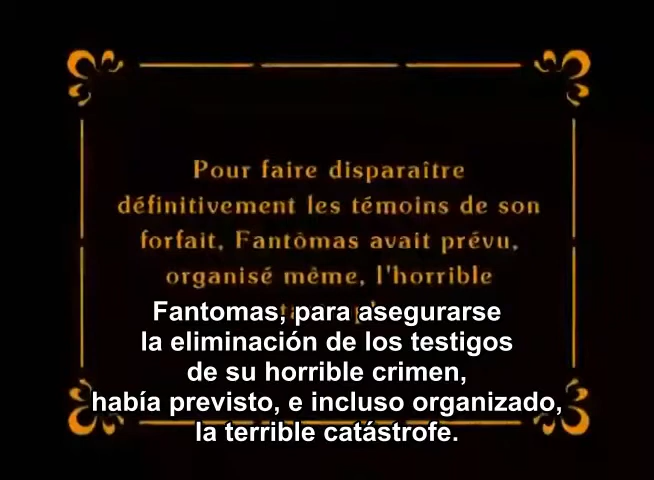 Pour faire disparaître
définitivement les témoins de son
forfait, Fantômas avait prévu,
organisé même, l'horrible
Fantomas, para asegurarse
la eliminación de los testigos
de su horrible crimen,
había previsto, e incluso organizado,
la terrible catástrofe.